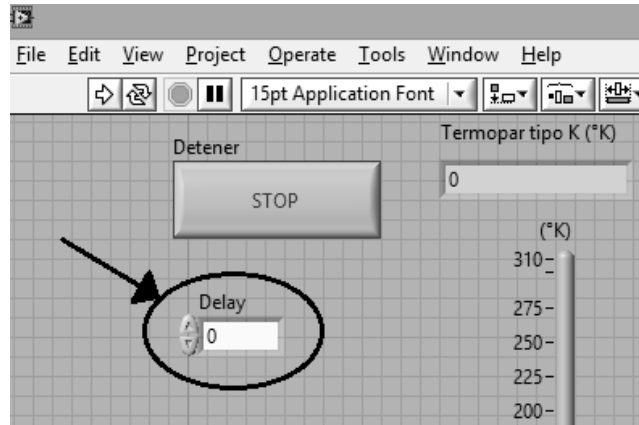 File Edit View Project Operate Tools Window Help
15pt Application Font
Detener
STOP
Termopar tipo K (°K)
0
(°K)
310
275
250
225
200
Delay
0